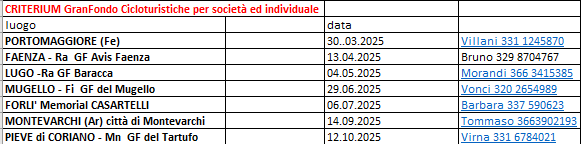 CRITERIUM GranFondo Cicloturistiche per società ed individuale
luogo data
PORTOMAGGIORE (Fe) 30..03.2025 Villani 331 1245870
FAENZA - Ra GF Avis Faenza 13.04.2025 Bruno 329 8704767
LUGO -Ra GF Baracca 04.05.2025 Morandi 366 3415385
MUGELLO - Fi GF del Mugello 29.06.2025 Vonci 320 2654989
FORLI' Memorial CASARTELLI 06.07.2025 Barbara 337 590623
MONTEVARCHI (Ar) città di Montevarchi 14.09.2025 Tommaso 3663902193
PIEVE di CORIANO - Mn GF del Tartufo 12.10.2025 Virna 331 6784021